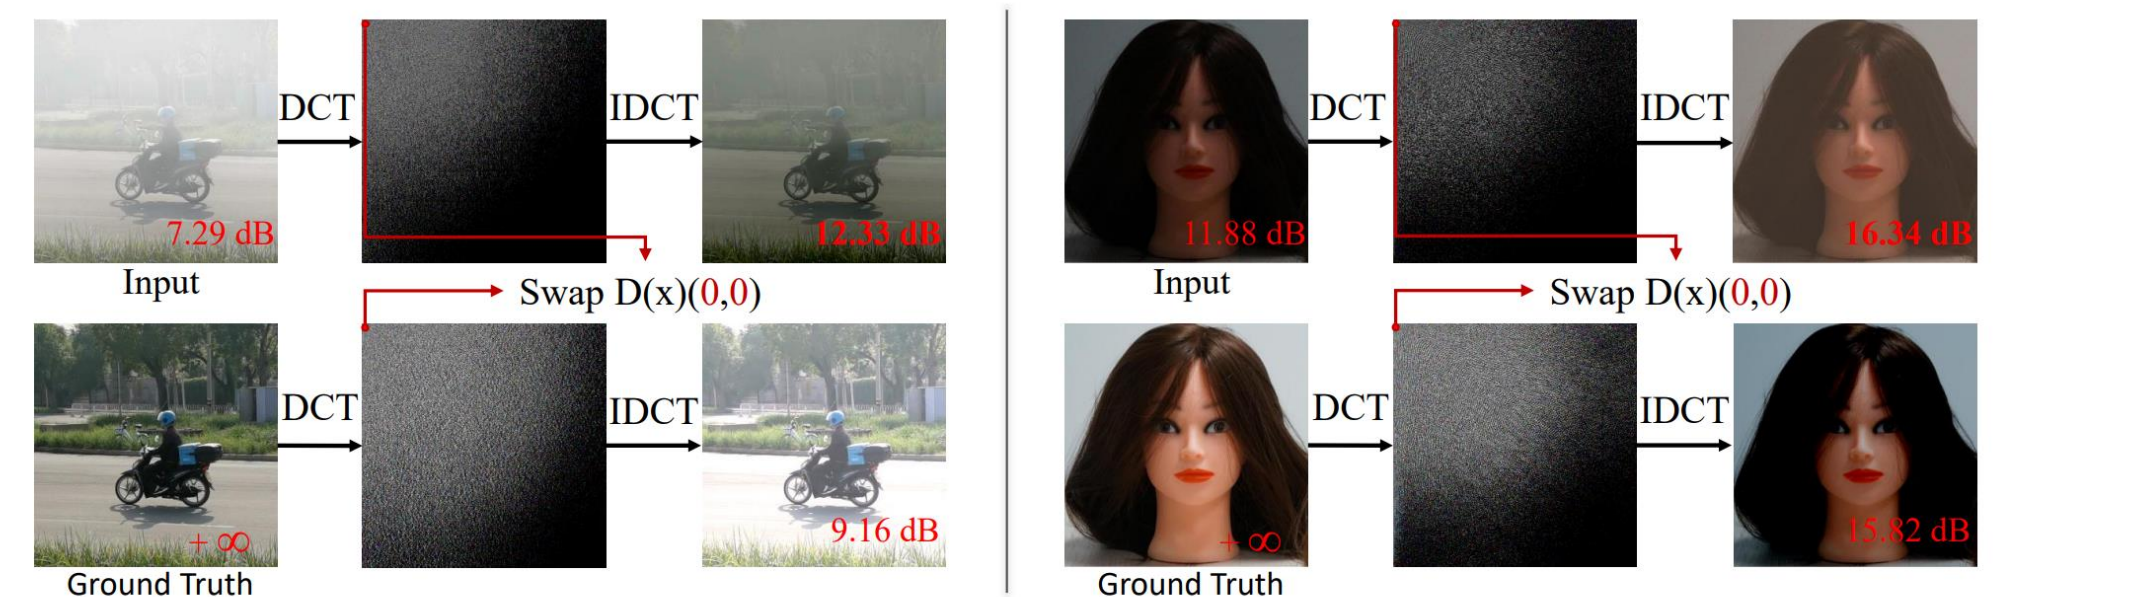 DCT
IDCT
7.29 dB
12.33 dB
Input
Swap D(x)(0,0)
DCT
IDCT
+ ∞
9.16 dB
Ground Truth
DCT
IDCT
11.88 dB
16.34 dB
Input
Swap D(x)(0,0)
DCT
IDCT
+ ∞
15.82 dB
Ground Truth